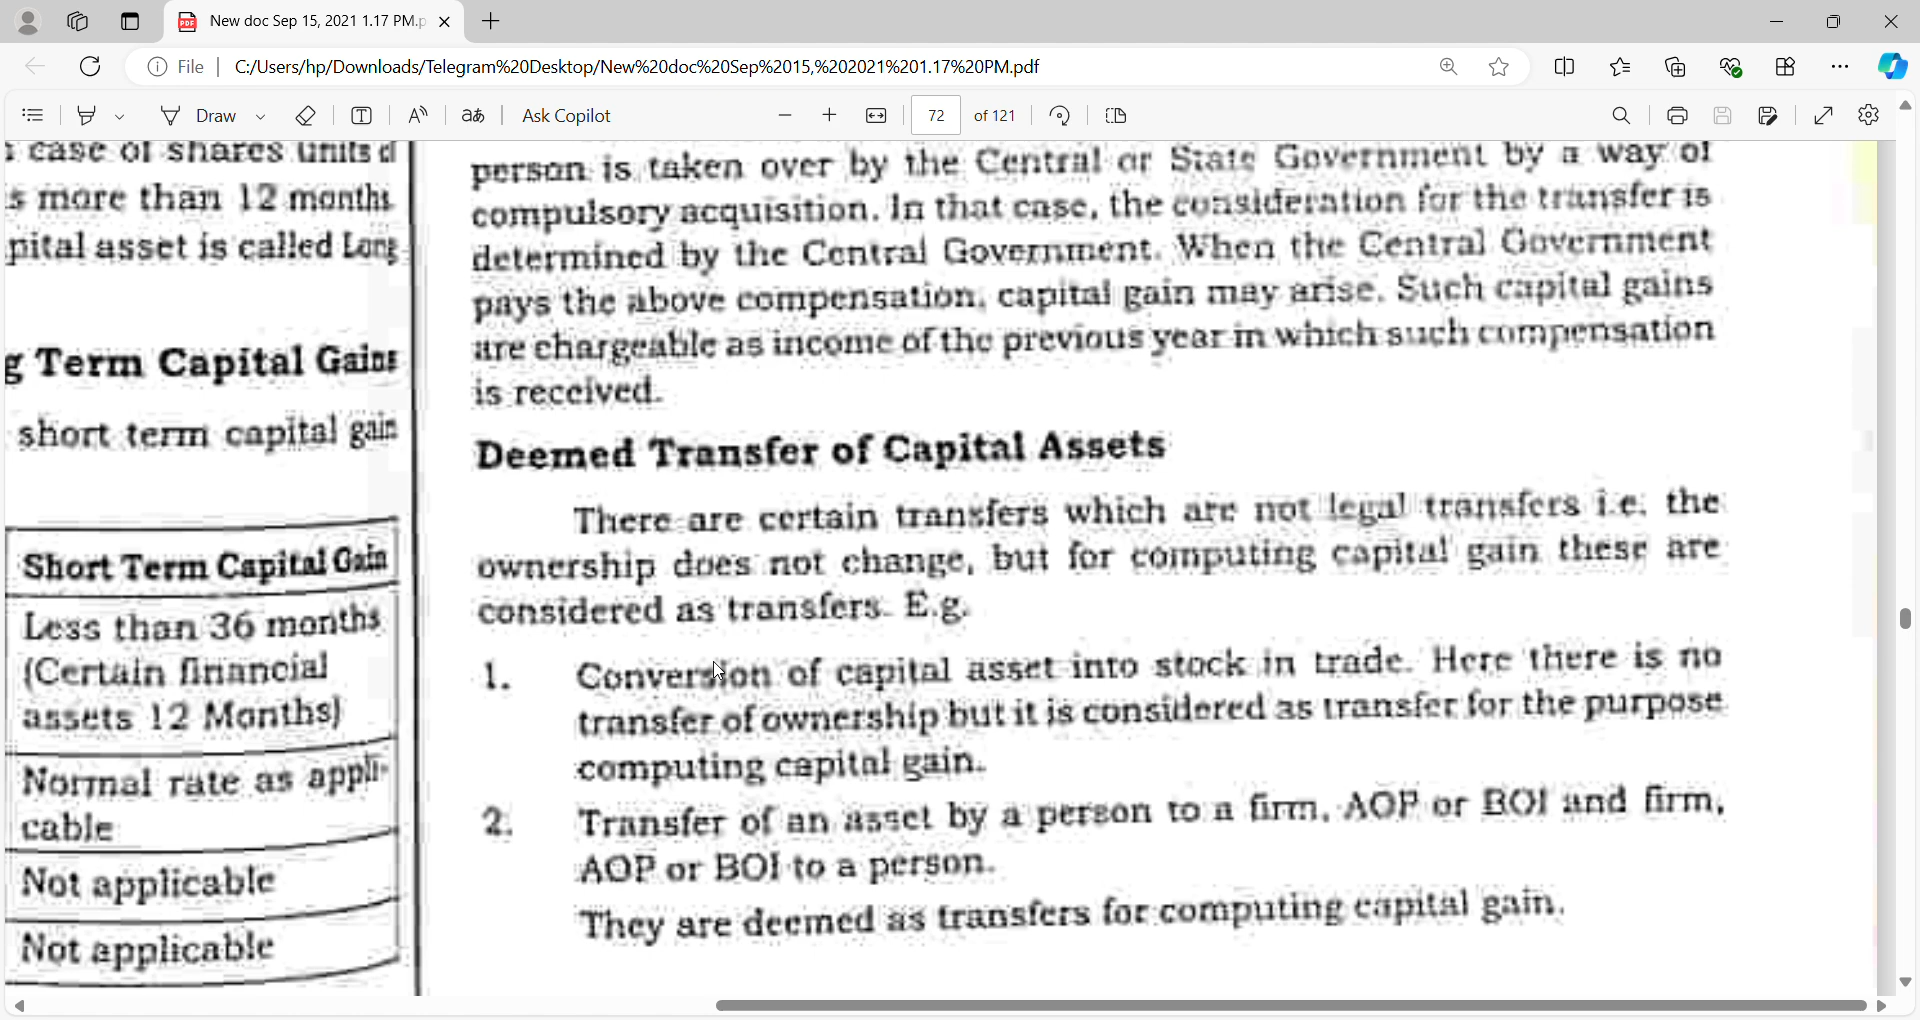 New doc Sep 15, 2021 1.17 PM.p
File
C:/Users/hp/Downloads/Telegram%20Desktop/New%20doc%20Sep%2015,%202021%201.17%20PM.pdf
Draw
Ask Copilot
72
of 121
case of shares units d
s more than 12 months
pital asset is called Long
g Term Capital Gains
short term capital gain
Short Term Capital Gain
Less than 36 months
(Certain financial
assets 12 Months)
Normal rate as appli-
cable
Not applicable
Not applicable
person is taken over by the Central or State Government by a way of
compulsory acquisition. In that case, the consideration for the transfer is
determined by the Central Government. When the Central Government
pays the above compensation, capital gain may arise. Such capital gains
are chargeable as income of the previous year in which such compensation
is received.
Deemed Transfer of Capital Assets
There are certain transfers which are not legal transfers i.e. the
ownership does not change, but for computing capital gain these are
considered as transfers. E.g.
1. Conversion of capital asset into stock in trade. Here there is no
transfer of ownership but it is considered as transfer for the purpose
computing capital gain.
2. Transfer of an asset by a person to a firm, AOP or BOI and firm,
AOP or BOI to a person.
They are deemed as transfers for computing capital gain.